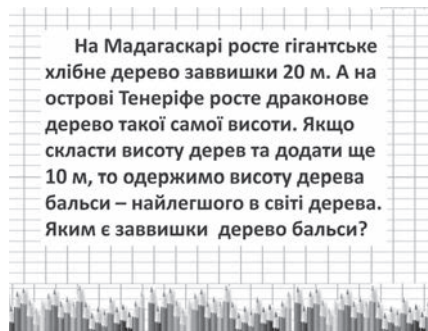 На Мадагаскарі росте гігантське
хлібне дерево заввишки 20 м. А на
острові Тенеріфе росте драконове
дерево такої самої висоти. Якщо
скласти висоту дерев та додати ще
10 м, то одержимо висоту дерева
бальси – найлегшого в світі дерева.
Яким є заввишки дерево бальси?